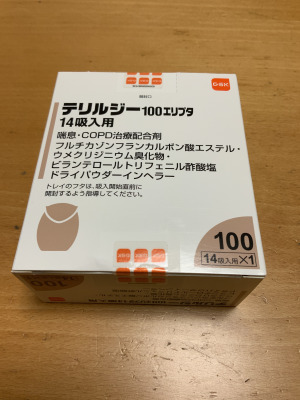 GSK
テリルジー100エリプタ
14吸入用
喘息・COPD治療配合剤
フルチカゾンフランカルボン酸エステル・
ウメクリジニウム臭化物・
ビランテロールトリフェニル酢酸塩
ドライパウダーインヘラー
トレイのフタは、吸入開始直前に
開封するよう指導してください。
100
14吸入用×1